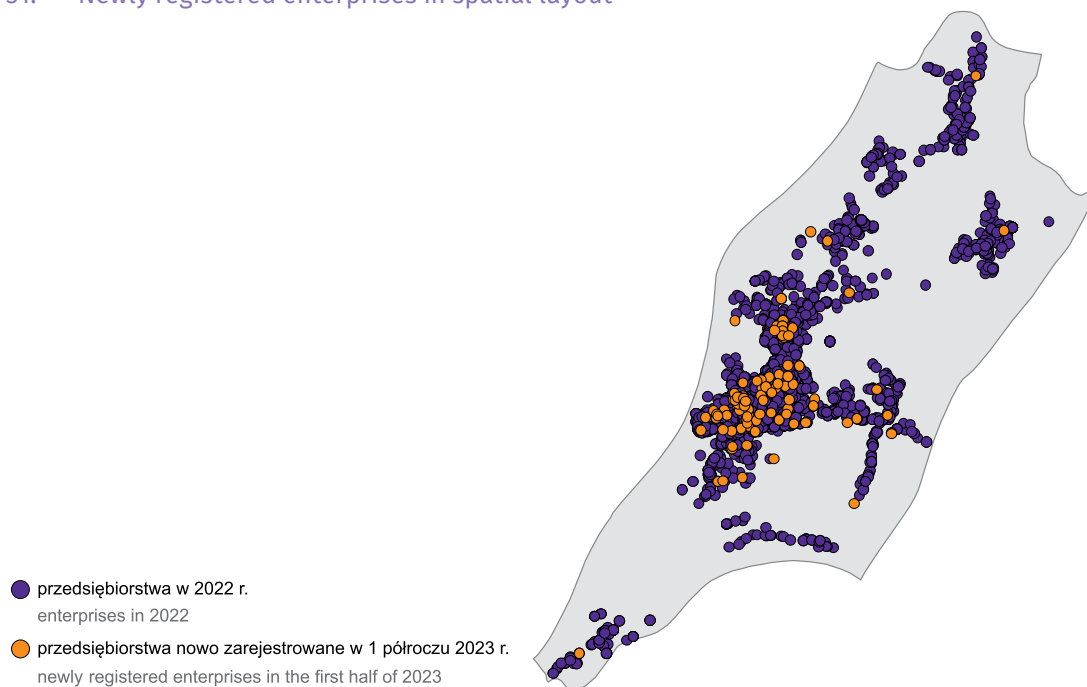 51. Newly registered enterprises in spatial layout
przedsiębiorstwa w 2022 r.
enterprises in 2022
przedsiębiorstwa nowo zarejestrowane w 1 półroczu 2023 r.
newly registered enterprises in the first half of 2023